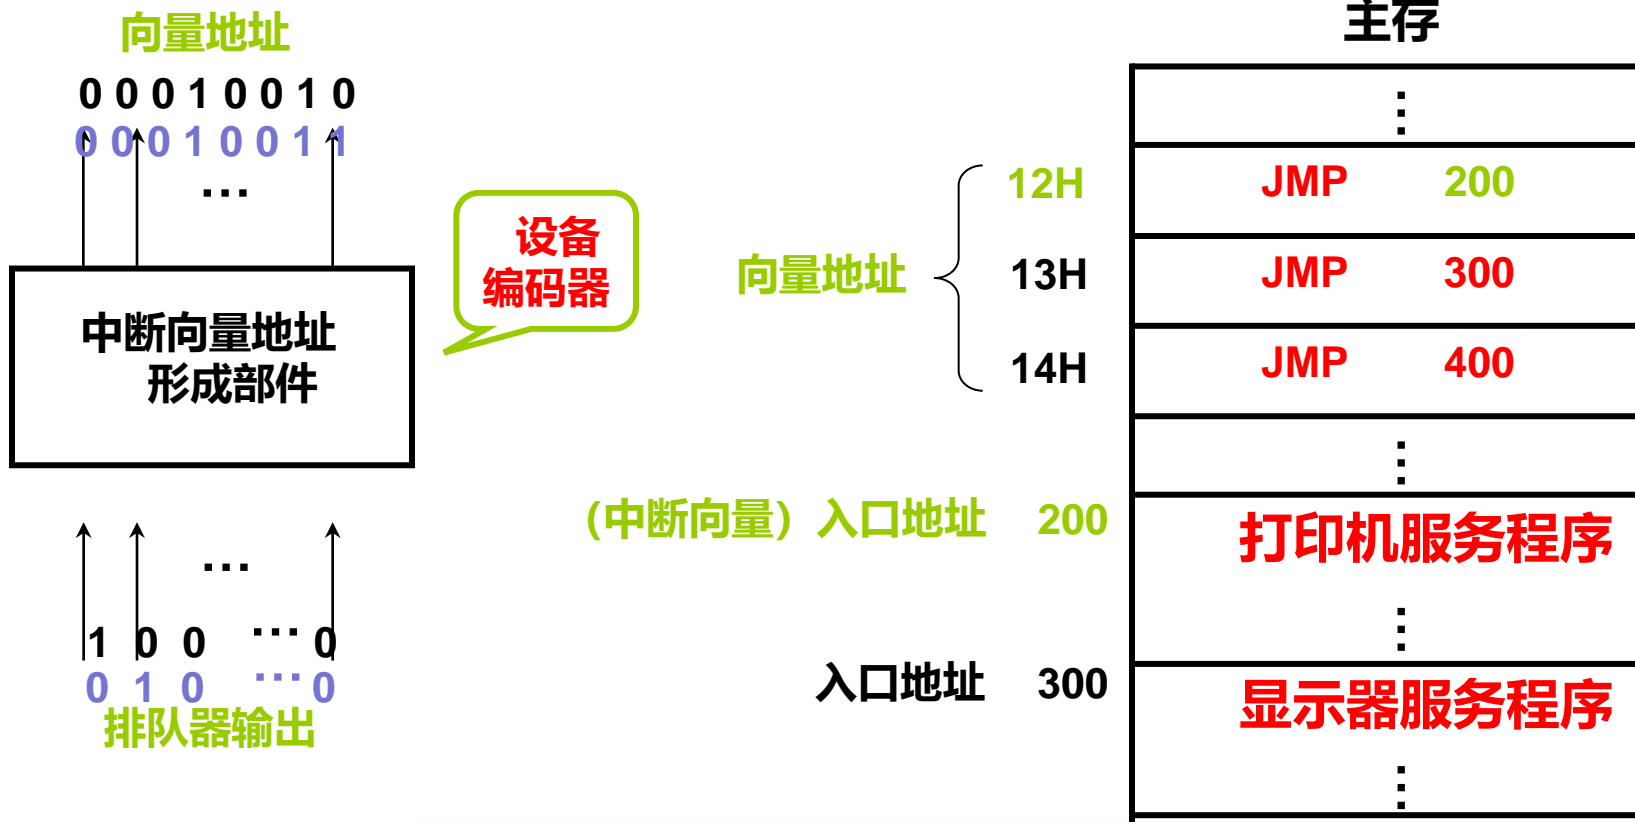 向量地址
0 0 0 1 0 0 1 0
0 0 0 1 0 0 1 1
…
设备
编码器
中断向量地址
形成部件
…
1 0 0 … 0
0 1 0 … 0
排队器输出
主存
⋮
向量地址
12H JMP 200
13H JMP 300
14H JMP 400
⋮
(中断向量) 入口地址 200 打印机服务程序
⋮
入口地址 300 显示器服务程序
⋮